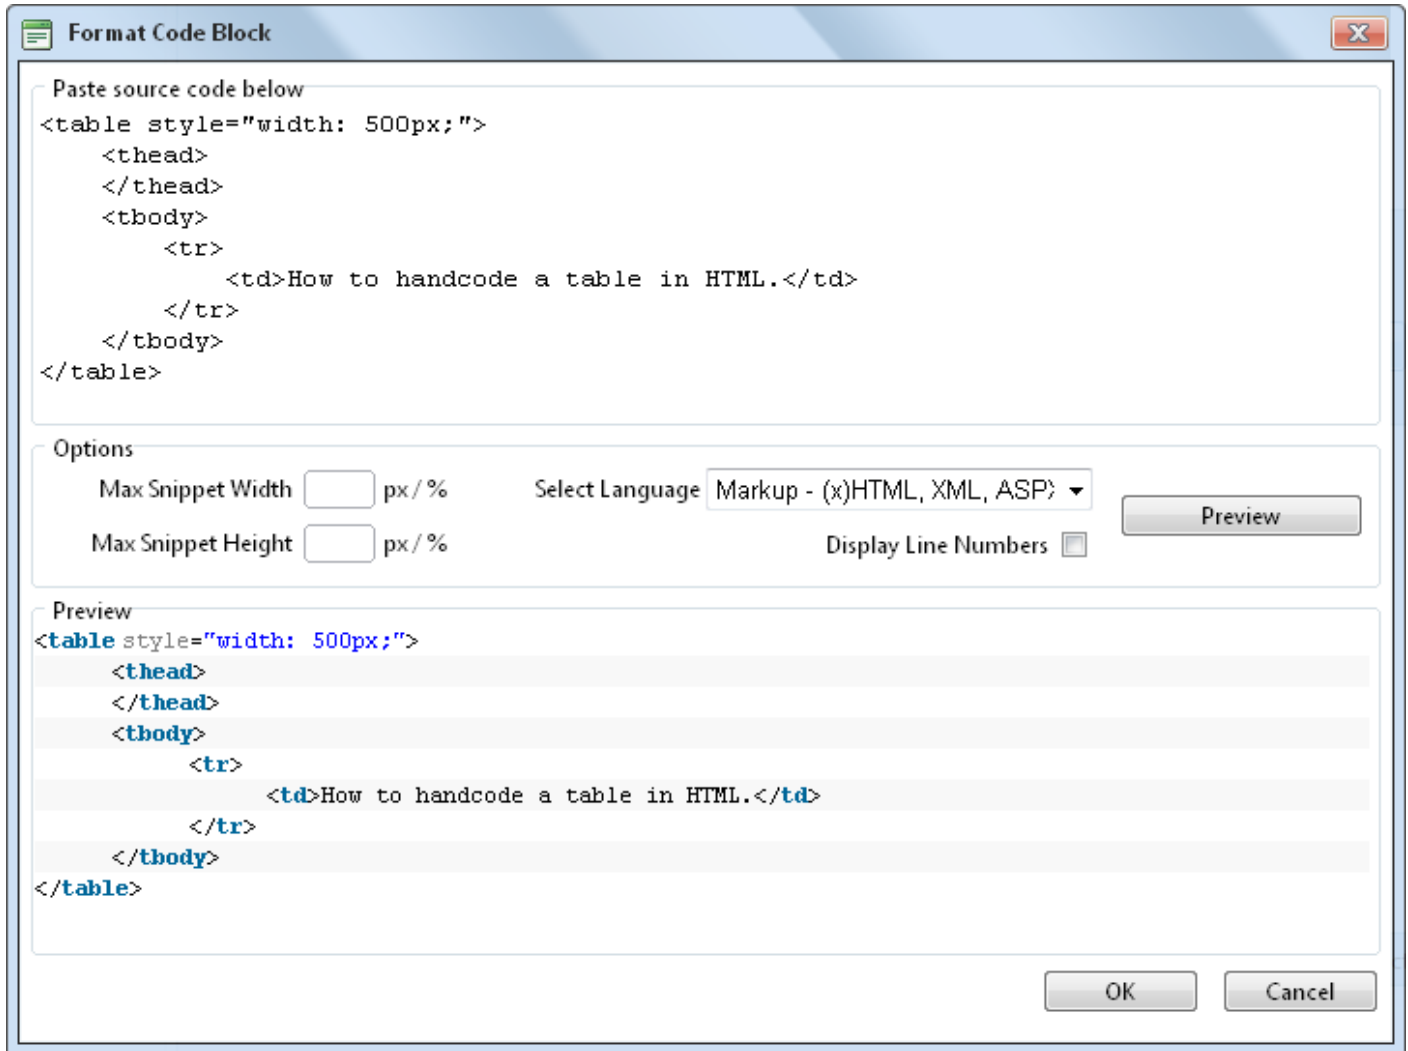 Format Code Block
Paste source code below
<table style="width: 500px;">
    <thead>
    </thead>
    <tbody>
        <tr>
            <td>How to handcode a table in HTML.</td>
        </tr>
    </tbody>
</table>
Options
Max Snippet Width px / % Select Language Markup - (x)HTML, XML, ASP
Preview
Max Snippet Height px / % Display Line Numbers
Preview
<table style="width: 500px;">
    <thead>
    </thead>
    <tbody>
        <tr>
            <td>How to handcode a table in HTML.</td>
        </tr>
    </tbody>
</table>
OK Cancel